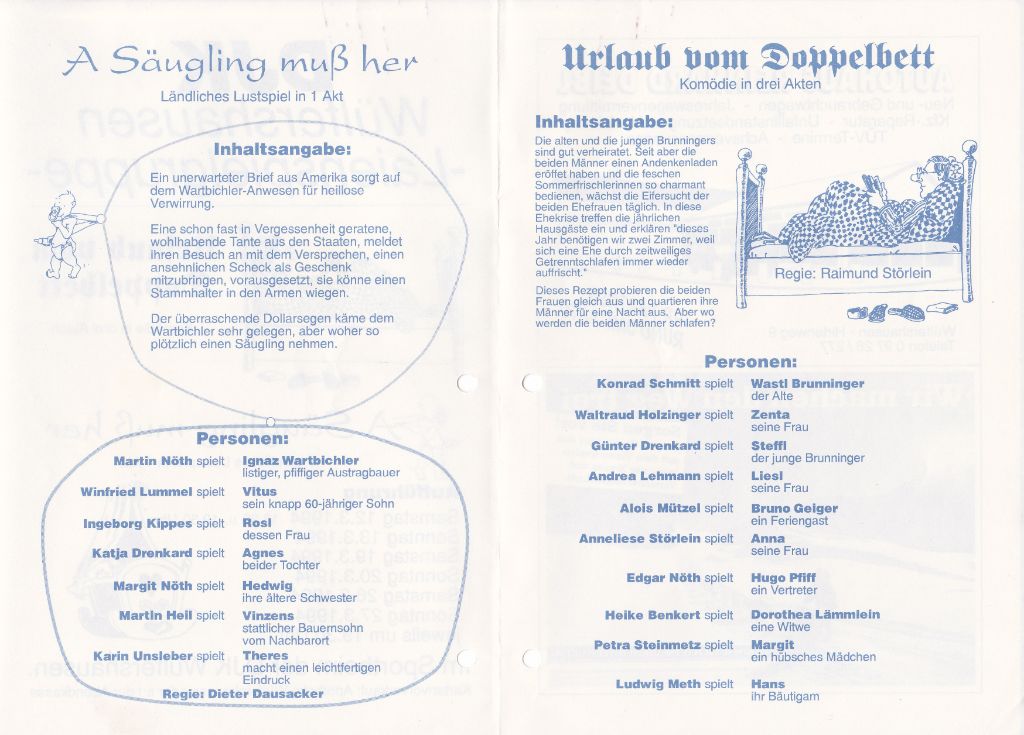 A Säugling muß her
Ländliches Lustspiel in 1 Akt
Inhaltsangabe:
Ein unerwarteter Brief aus Amerika sorgt auf
dem Wartbichler-Anwesen für heillose
Verwirrung.
Eine schon fast in Vergessenheit geratene,
wohlhabende Tante aus den Staaten, meldet
ihren Besuch an mit dem Versprechen, einen
ansehnlichen Scheck als Geschenk
mitzubringen, vorausgesetzt, sie könne einen
Stammhalter in den Armen wiegen.
Der überraschende Dollarsegen käme dem
Wartbichler sehr gelegen, aber woher so
plötzlich einen Säugling nehmen.
Personen:
Martin Nöth spielt Ignaz Wartbichler
listiger, pfiffiger Austragbauer
Winfried Lummel spielt Vitus
sein knapp 60-jähriger Sohn
Ingeborg Kippes spielt Rosl
dessen Frau
Katja Drenkard spielt Agnes
beider Tochter
Margit Nöth spielt Hedwig
ihre ältere Schwester
Martin Heil spielt Vinzens
stattlicher Bauernsohn
vom Nachbarort
Karin Unsleber spielt Theres
macht einen leichtfertigen
Eindruck
Regie: Dieter Dausacker
Urlaub vom Doppelbett
Komödie in drei Akten
Inhaltsangabe:
Die alten und die jungen Brunningers
sind gut verheiratet. Seit aber die
beiden Männer einen Andenkenladen
eröffnet haben und die feschen
Sommerfrischlerinnen so charmant
bedienen, wächst die Eifersucht der
beiden Ehefrauen täglich. In diese
Ehekrise treffen die jährlichen
Hausgäste ein und erklären "dieses
Jahr benötigen wir zwei Zimmer, weil
sich eine Ehe durch zeitweiliges
Getrenntschlafen immer wieder
auffrischt."
Dieses Rezept probieren die beiden
Frauen gleich aus und quartieren ihre
Männer für eine Nacht aus. Aber wo
werden die beiden Männer schlafen?
Regie: Raimund Störlein
Personen:
Konrad Schmitt spielt Wastl Brunninger
der Alte
Waltraud Holzinger spielt Zenta
seine Frau
Günter Drenkard spielt Steffl
der junge Brunninger
Andrea Lehmann spielt Liesl
seine Frau
Alois Mützel spielt Bruno Geiger
ein Feriengast
Anneliese Störlein spielt Anna
seine Frau
Edgar Nöth spielt Hugo Pfiff
ein Vertreter
Heike Benkert spielt Dorothea Lämmlein
eine Witwe
Petra Steinmetz spielt Margit
ein hübsches Mädchen
Ludwig Meth spielt Hans
ihr Bäutigam